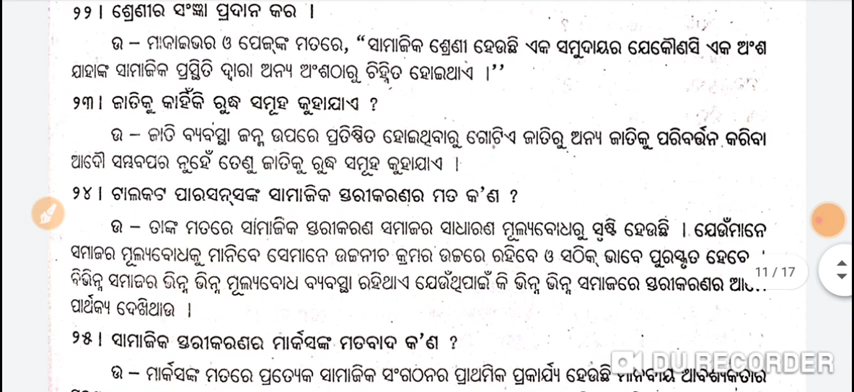 ୨୨। ଶ୍ରେଣୀର ସଂଜ୍ଞା ପ୍ରଦାନ କର ।
ଉ – ମାକାଇଭର ଓ ପେଜ୍‌ଙ୍କ ମତରେ, “ସାମାଜିକ ଶ୍ରେଣୀ ହେଉଛି ଏକ ସମୁଦାୟର ଯେକୌଣସି ଏକ ଅଂଶ
ଯାହାଙ୍କ ସାମାଜିକ ପ୍ରସ୍ଥିତି ଦ୍ୱାରା ଅନ୍ୟ ଅଂଶଠାରୁ ଚିହ୍ନିତ ହୋଇଥାଏ ।’’
୨୩। ଜାତିକୁ କାହିଁକି ରୁଦ୍ଧ ସମୂହ କୁହାଯାଏ ?
ଉ – ଜାତି ବ୍ୟବସ୍ଥା ଜନ୍ମ ଉପରେ ପ୍ରତିଷ୍ଠିତ ହୋଇଥିବାରୁ ଗୋଟିଏ ଜାତିରୁ ଅନ୍ୟ ଜାତିକୁ ପରିବର୍ତ୍ତନ କରିବା
ଆଦୌ ସମ୍ଭବପର ନୁହେଁ ତେଣୁ ଜାତିକୁ ରୁଦ୍ଧ ସମୂହ କୁହାଯାଏ ।
୨୪। ଟାଲକଟ ପାରସନ୍‌ସଙ୍କ ସାମାଜିକ ସ୍ତରୀକରଣର ମତ କ’ଣ ?
ଉ – ତାଙ୍କ ମତରେ ସାମାଜିକ ସ୍ତରୀକରଣ ସମାଜର ସାଧାରଣ ମୂଲ୍ୟବୋଧରୁ ସୃଷ୍ଟି ହେଉଛି । ଯେଉଁମାନେ
ସମାଜର ମୂଲ୍ୟବୋଧକୁ ମାନିବେ ସେମାନେ ଉଚ୍ଚନୀଚ କ୍ରମର ଉଚ୍ଚରେ ରହିବେ ଓ ସଠିକ୍ ଭାବେ ପୁରସ୍କୃତ ହେବେ
ବିଭିନ୍ନ ସମାଜର ଭିନ୍ନ ଭିନ୍ନ ମୂଲ୍ୟବୋଧ ବ୍ୟବସ୍ଥା ରହିଥାଏ ଯେଉଁଥିପାଇଁ କି ଭିନ୍ନ ଭିନ୍ନ ସମାଜରେ ସ୍ତରୀକରଣର
11 / 17
ପାର୍ଥକ୍ୟ ଦେଖିଥାଉ ।
୨୫। ସାମାଜିକ ସ୍ତରୀକରଣର ମାର୍କସଙ୍କ ମତବାଦ କ’ଣ ?
ଉ – ମାର୍କସଙ୍କ ମତରେ ପ୍ରତ୍ୟେକ ସାମାଜିକ ସଂଗଠନର ପ୍ରାଥମିକ ପ୍ରକାର୍ଯ୍ୟ ହେଉଛି ମାନବୀୟ ଆବଶ୍ୟକତାର
DU RECORDER